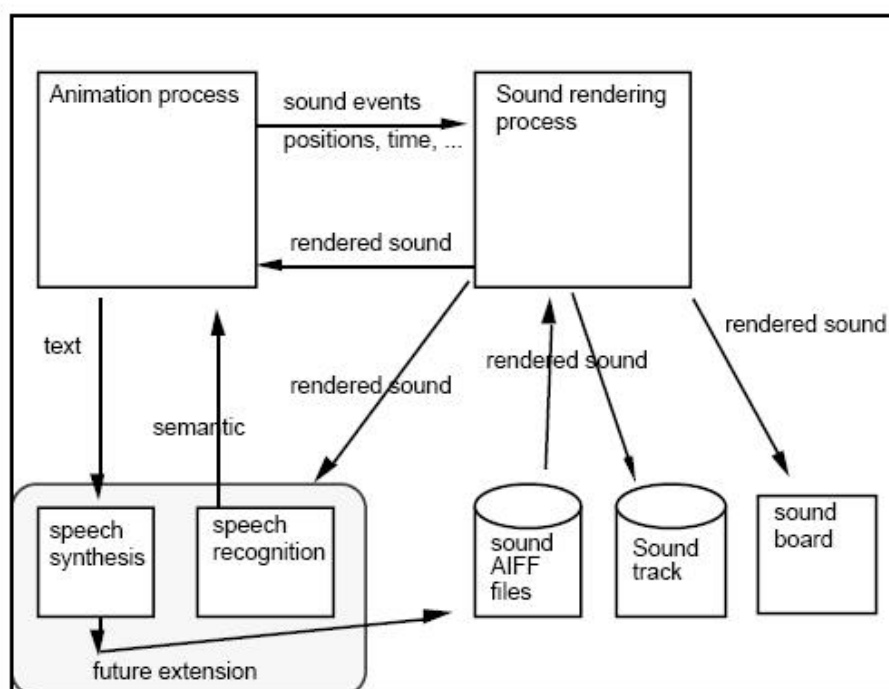 Animation process
sound events
positions, time, ...
Sound rendering
process
rendered sound
text
semantic
rendered sound
rendered sound
rendered sound
speech
synthesis
speech
recognition
sound
AIFF
files
Sound
track
sound
board
future extension